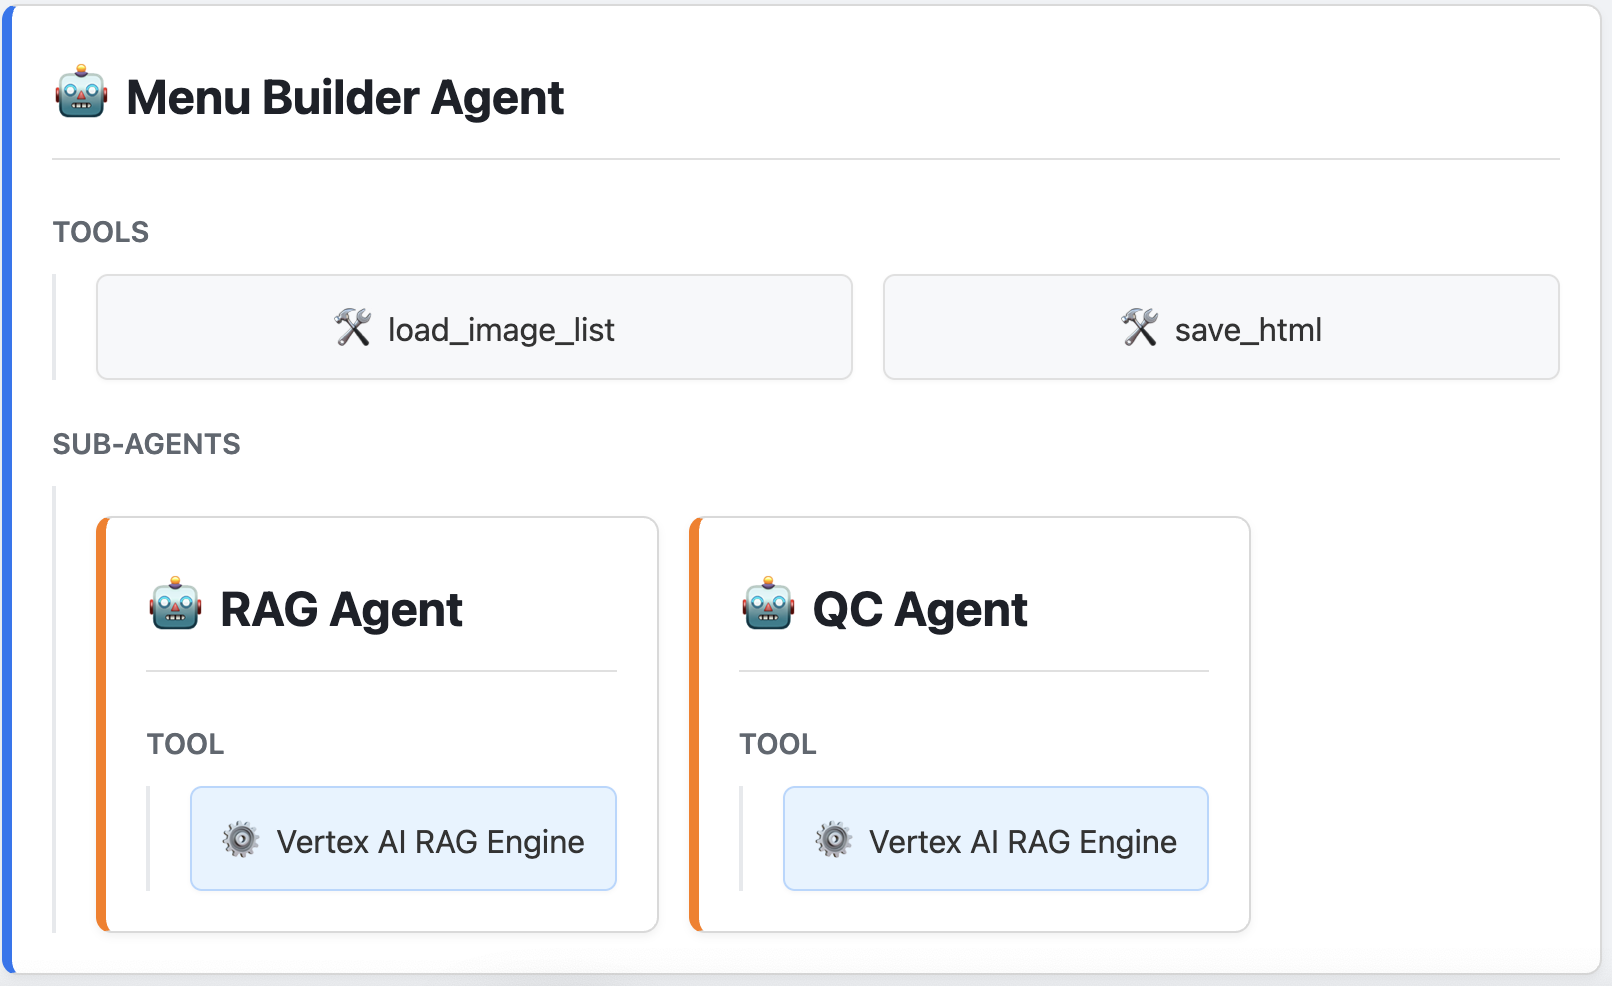 Menu Builder Agent
TOOLS
load_image_list
save_html
SUB-AGENTS
RAG Agent
QC Agent
TOOL
TOOL
Vertex AI RAG Engine
Vertex AI RAG Engine